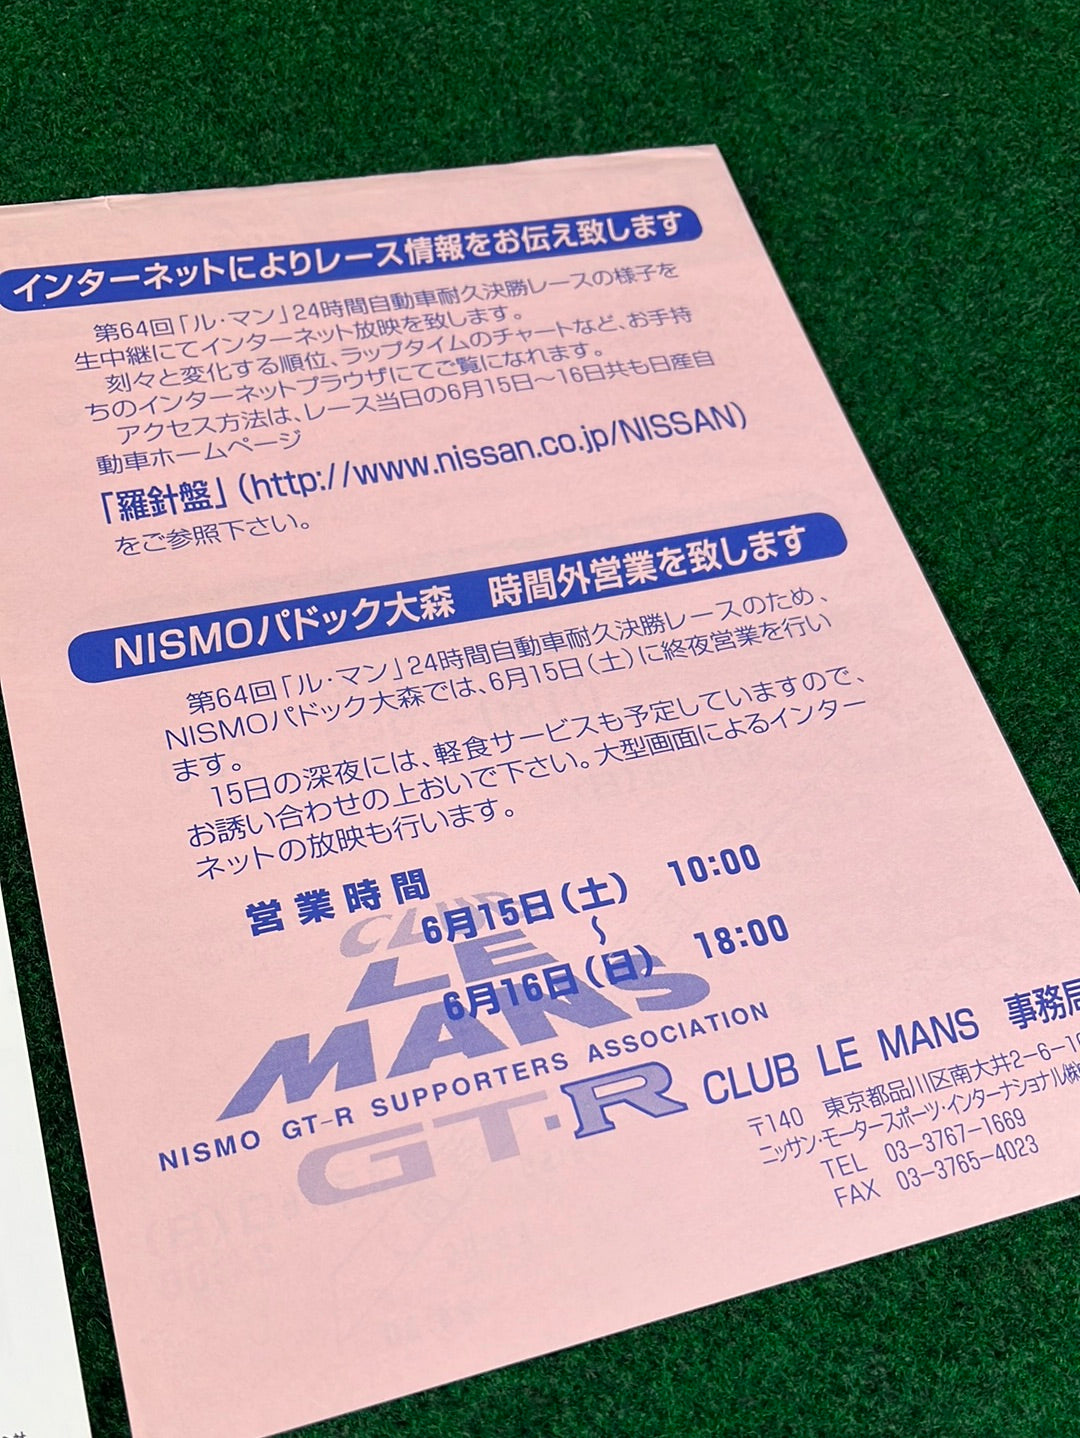 インターネットによりレース情報をお伝え致します
第64回「ル・マン」24時間自動車耐久決勝レースの様子を
生中継にてインターネット放映を致します。
刻々と変化する順位、ラップタイムのチャートなど、お手持
ちのインターネットブラウザにてご覧になれます。
アクセス方法は、レース当日の6月15日〜16日共も日産自
動車ホームページ
「羅針盤」(http://www.nissan.co.jp/NISSAN)
をご参照下さい。
NISMOパドック大森 時間外営業を致します
第64回「ル・マン」24時間自動車耐久決勝レースのため、
NISMOパドック大森では、6月15日(土)に終夜営業を行い
ます。
15日の深夜には、軽食サービスも予定していますので、
お誘い合わせの上おいで下さい。大型画面によるインター
ネットの放映も行います。
営業時間
6月15日(土) 10:00
〜
6月16日(日) 18:00
CLUB
LE
MANS
NISMO GT-R SUPPORTERS ASSOCIATION
GT・R
CLUB LE MANS 事務局
〒140 東京都品川区南大井2-6-
ニッサン・モータースポーツ・インターナショナル㈱
TEL 03-3767-1669
FAX 03-3765-4023